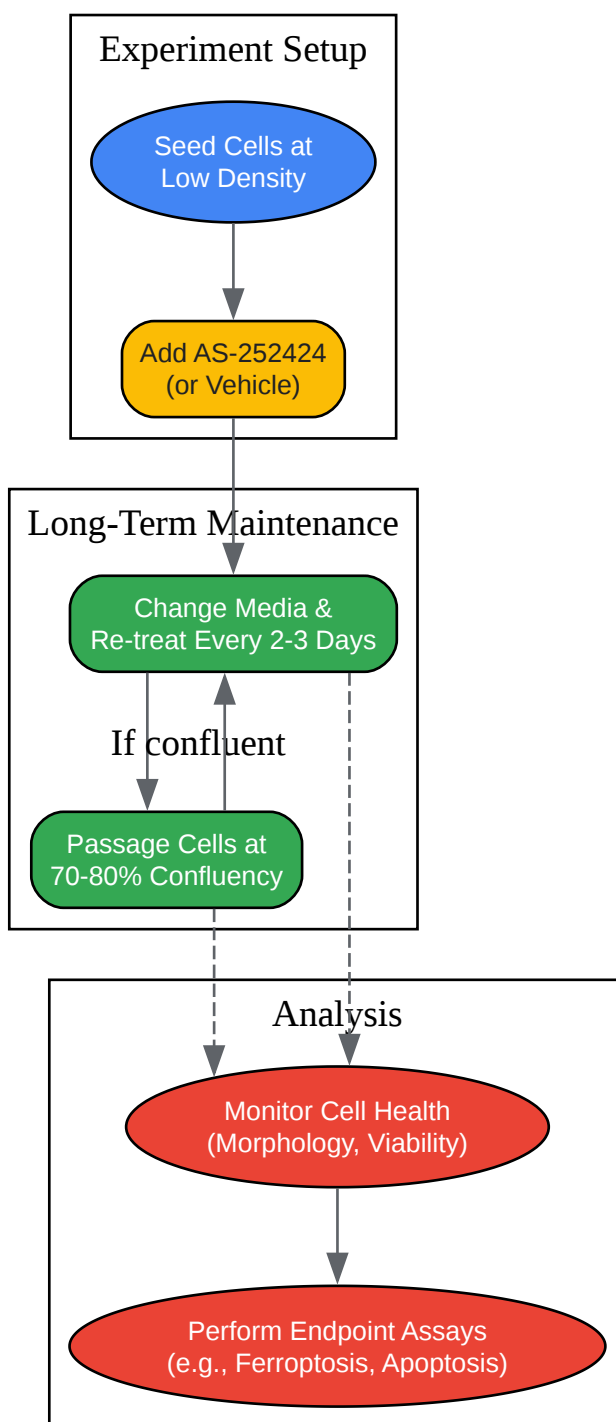 Experiment Setup
Seed Cells at
Low Density
Add AS-252424
(or Vehicle)
Long-Term Maintenance
Change Media &
Re-treat Every 2-3 Days
If confluent
Passage Cells at
70-80% Confluency
Analysis
Monitor Cell Health
(Morphology, Viability)
Perform Endpoint Assays
(e.g., Ferroptosis, Apoptosis)